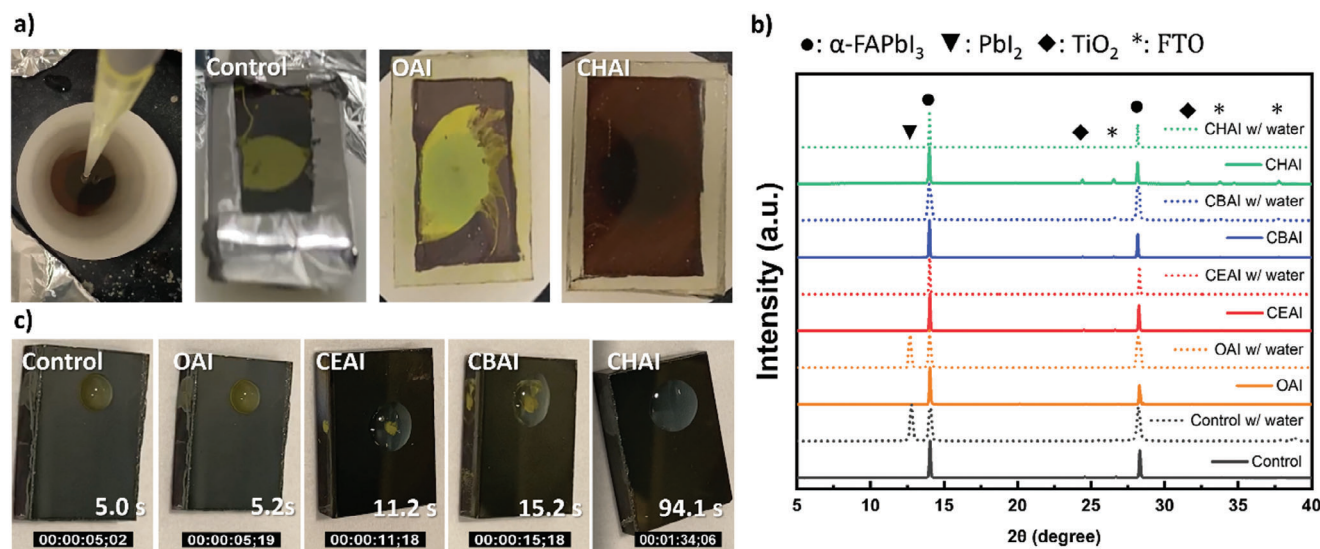 a)
Control
OAI
CHAI
b)
●: α-FAPbI₃ ▼: PbI₂ ◆: TiO₂ *: FTO
Intensity (a.u.)
CHAI w/ water
CHAI
CBAI w/ water
CBAI
CEAI w/ water
CEAI
OAI w/ water
OAI
Control w/ water
Control
5 10 15 20 25 30 35 40
2θ (degree)
c)
Control
5.0 s
00:00:05;02
OAI
5.2s
00:00:05;19
CEAI
11.2 s
00:00:11;18
CBAI
15.2 s
00:00:15;18
CHAI
94.1 s
00:01:34;06